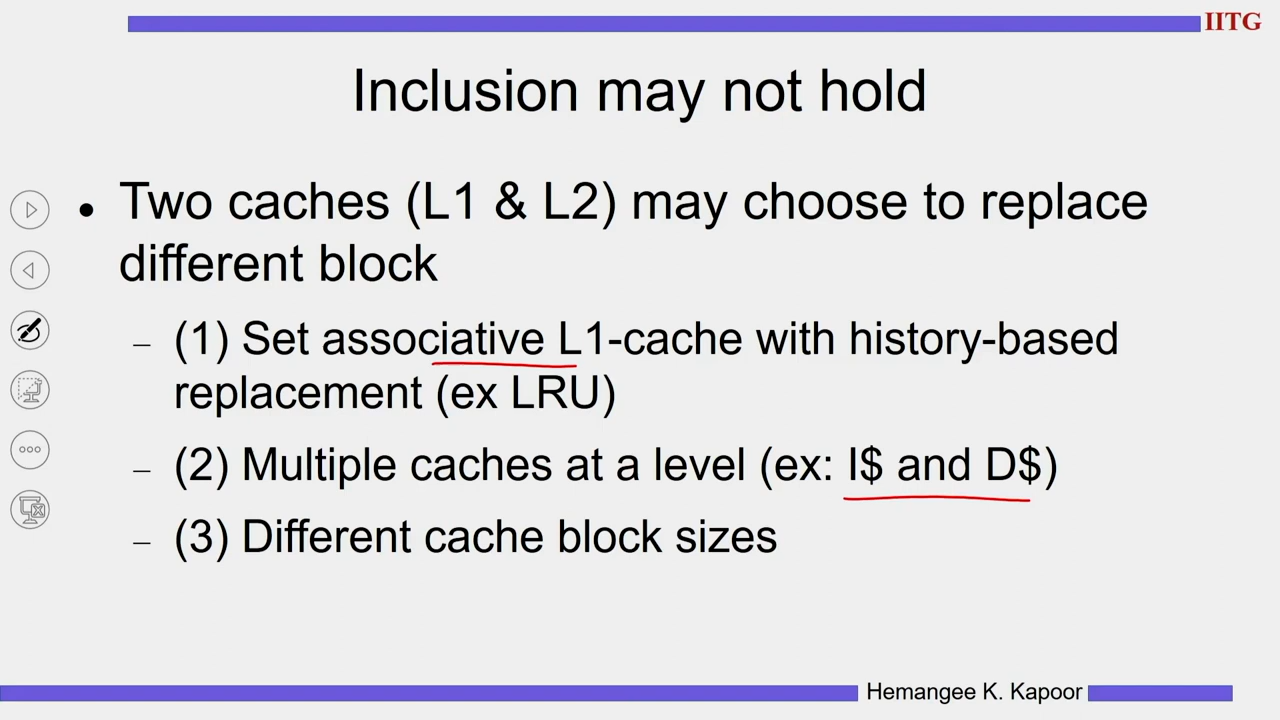 IITG
Inclusion may not hold
• Two caches (L1 & L2) may choose to replace
different block
– (1) Set associative L1-cache with history-based
replacement (ex LRU)
– (2) Multiple caches at a level (ex: I$ and D$)
– (3) Different cache block sizes
Hemangee K. Kapoor